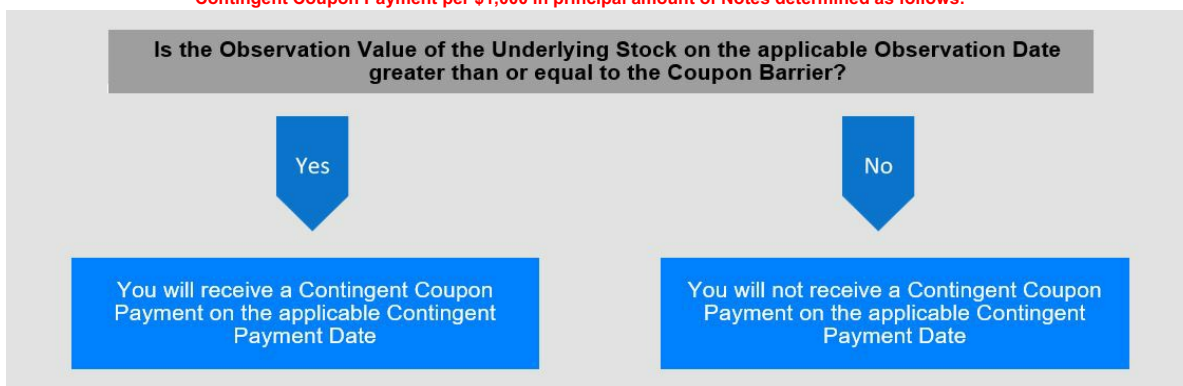 Contingent Coupon Payment per $1,000 in principal amount of Notes determined as follows:
Is the Observation Value of the Underlying Stock on the applicable Observation Date
greater than or equal to the Coupon Barrier?
Yes
No
You will receive a Contingent Coupon
Payment on the applicable Contingent
Payment Date
You will not receive a Contingent Coupon
Payment on the applicable Contingent
Payment Date